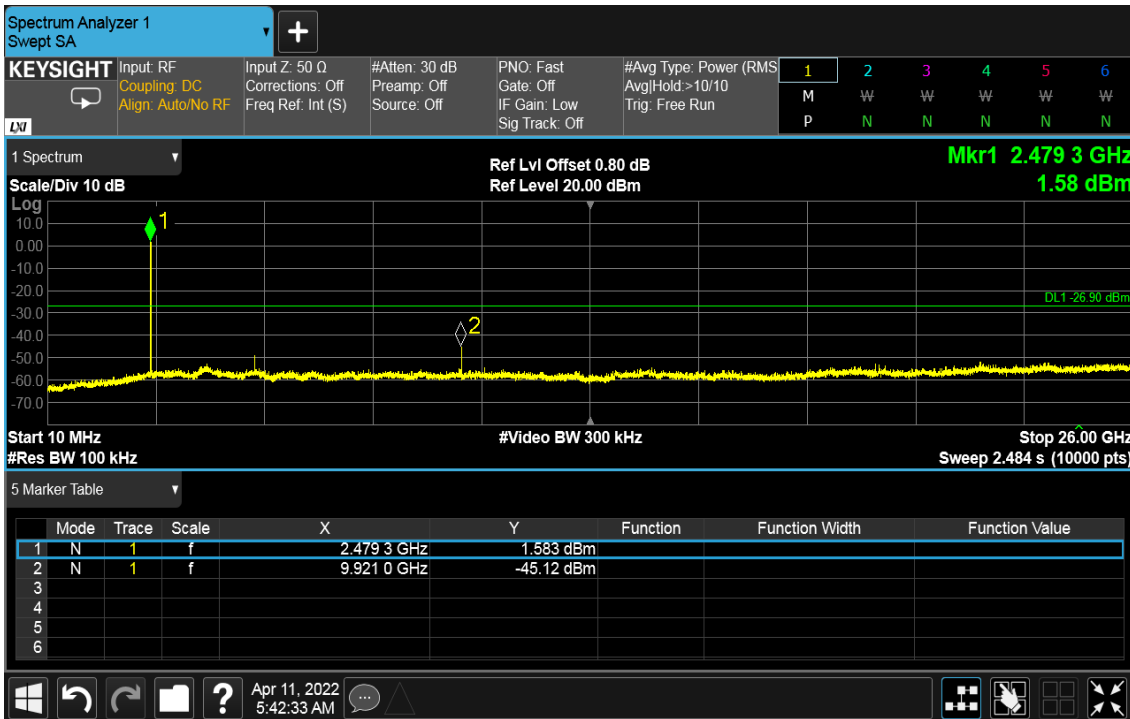 Spectrum Analyzer 1
Swept SA
+
KEYSIGHT
LXI
Input: RF
Coupling: DC
Align: Auto/No RF
Input Z: 50 Ω
Corrections: Off
Freq Ref: Int (S)
#Atten: 30 dB
Preamp: Off
Source: Off
PNO: Fast
Gate: Off
IF Gain: Low
Sig Track: Off
#Avg Type: Power (RMS
Avg|Hold:>10/10
Trig: Free Run
1 2 3 4 5 6
M W W W W W
P N N N N N
1 Spectrum
Scale/Div 10 dB
Ref Lvl Offset 0.80 dB
Ref Level 20.00 dBm
Mkr1 2.479 3 GHz
1.58 dBm
Log
10.0
0.00
-10.0
-20.0
-30.0
-40.0
-50.0
-60.0
-70.0
1
2
DL1 -26.90 dBm
Start 10 MHz
#Video BW 300 kHz
Stop 26.00 GHz
#Res BW 100 kHz
Sweep 2.484 s (10000 pts)
5 Marker Table
Mode Trace Scale X Y Function Function Width Function Value
1 N 1 f 2.479 3 GHz 1.583 dBm
2 N 1 f 9.921 0 GHz -45.12 dBm
3
4
5
6
?
Apr 11, 2022
5:42:33 AM